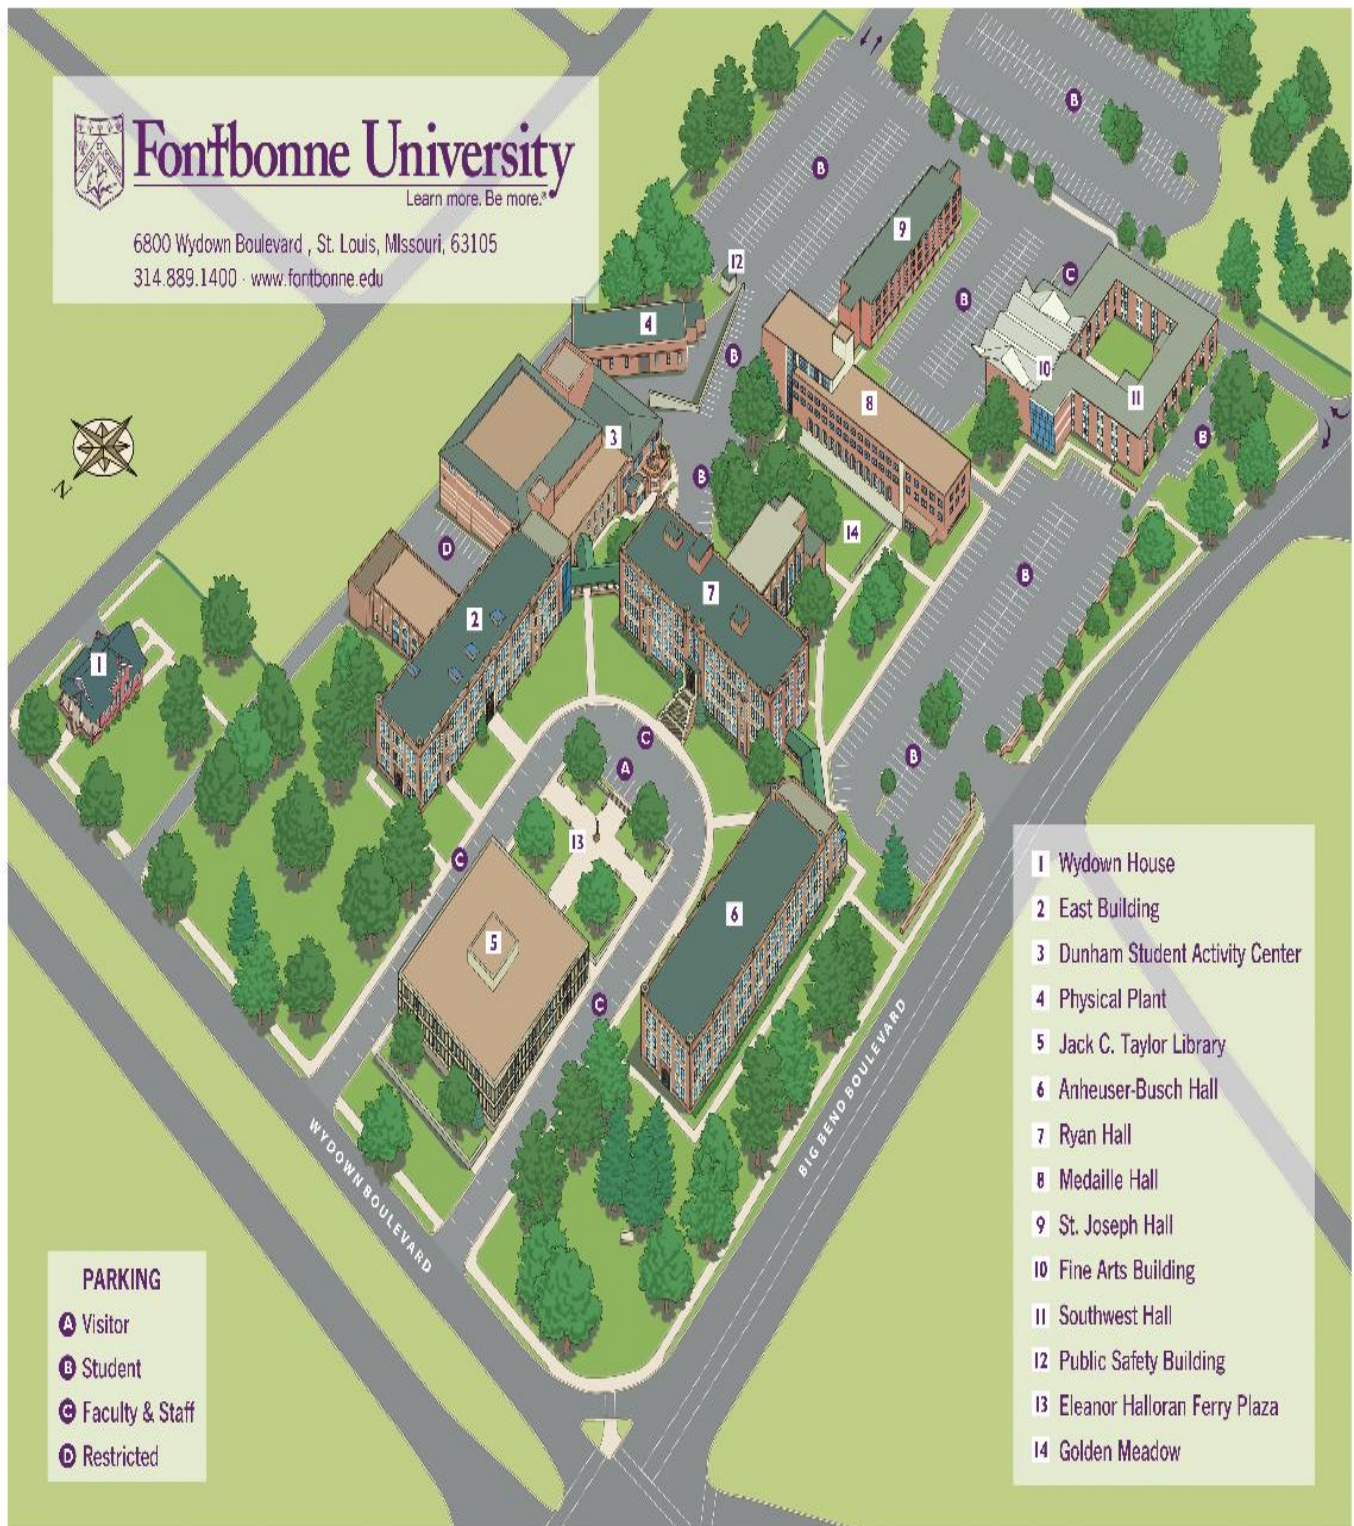 Fontbonne University
Learn more. Be more.®
6800 Wydown Boulevard , St. Louis, MIssouri, 63105
314.889.1400 · www.fontbonne.edu
B
B
9
12
C
4
B
B
10
11
8
3
B
B
14
D
N
7
B
2
1
C
A
B
13
C
6
5
C
WYDOWN BOULEVARD
BIG BEND BOULEVARD
1 Wydown House
2 East Building
3 Dunham Student Activity Center
4 Physical Plant
5 Jack C. Taylor Library
6 Anheuser-Busch Hall
7 Ryan Hall
8 Medaille Hall
9 St. Joseph Hall
10 Fine Arts Building
11 Southwest Hall
12 Public Safety Building
13 Eleanor Halloran Ferry Plaza
14 Golden Meadow
PARKING
A Visitor
B Student
C Faculty & Staff
D Restricted